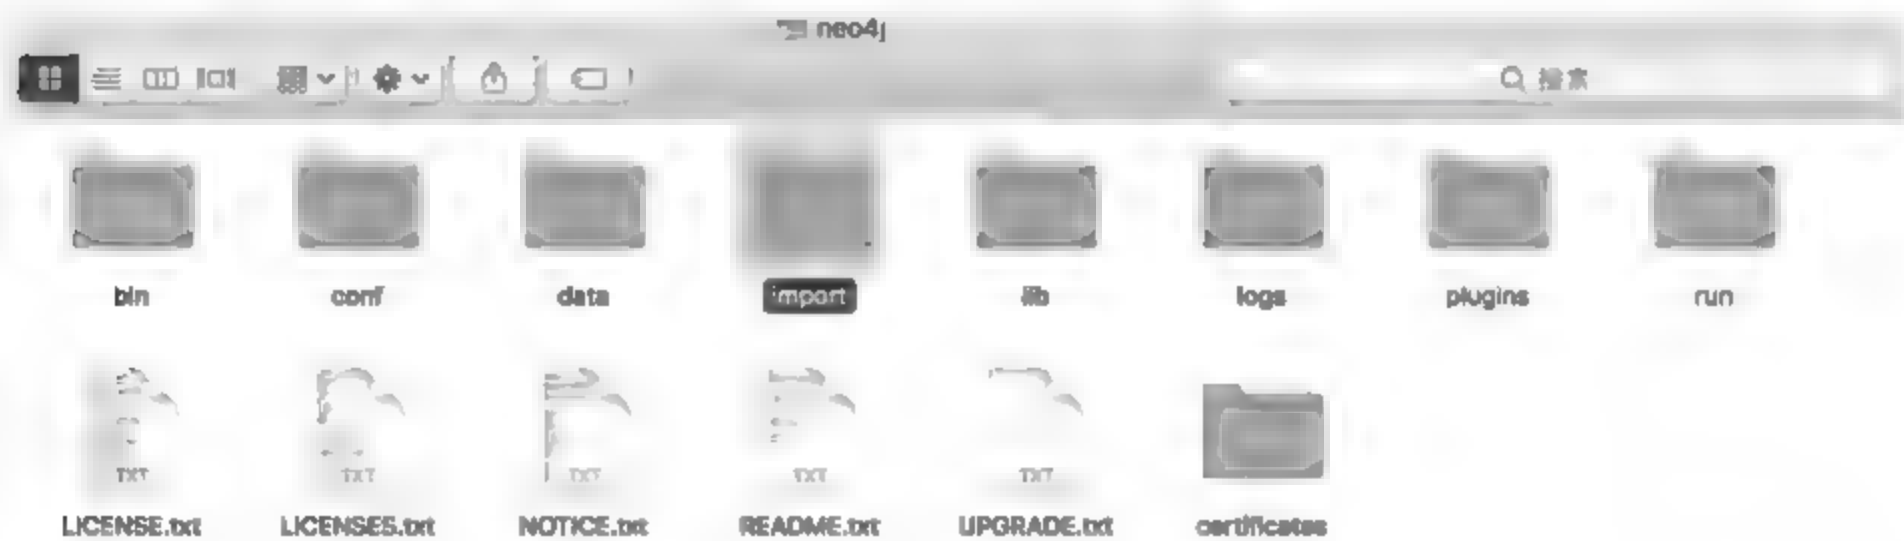 neo4j
搜索
bin conf data import lib logs plugins run
TXT TXT TXT TXT TXT
LICENSE.txt LICENSES.txt NOTICE.txt README.txt UPGRADE.txt certificates